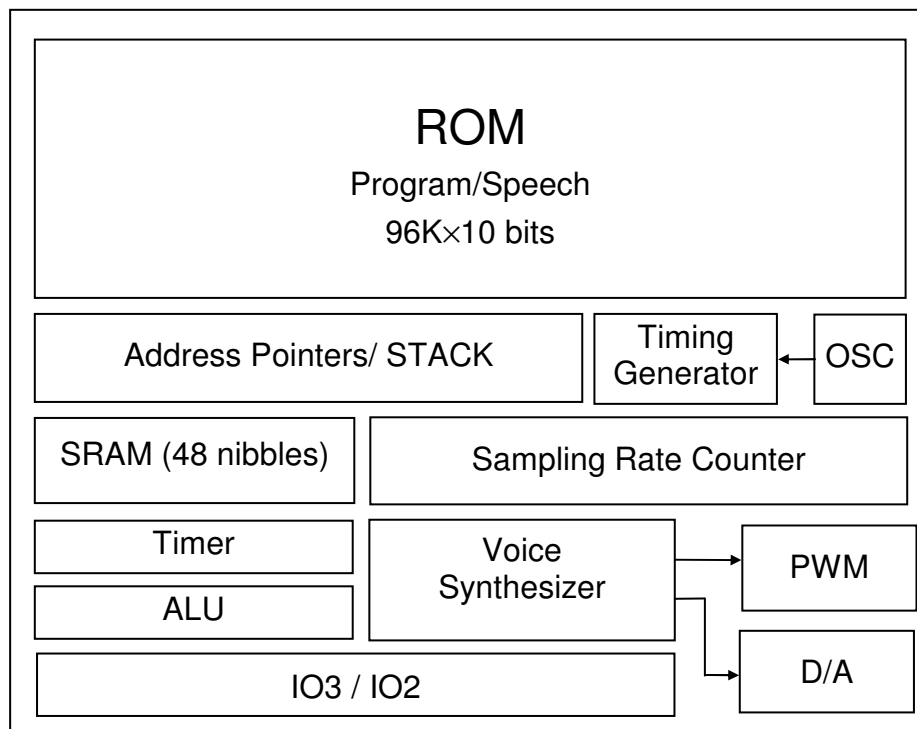 ROM
Program/Speech
96K×10 bits
Address Pointers/ STACK
Timing
Generator
OSC
SRAM (48 nibbles)
Sampling Rate Counter
Timer
Voice
Synthesizer
PWM
ALU
IO3 / IO2
D/A